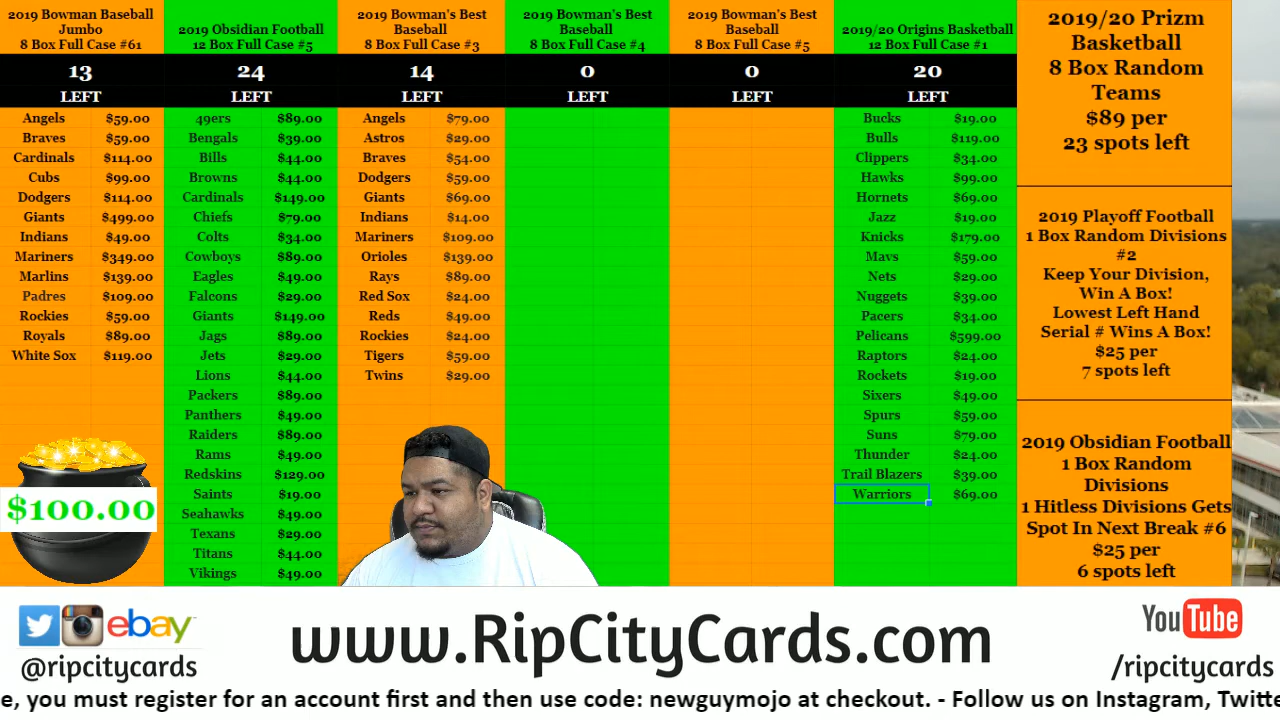 2019 Bowman Baseball
Jumbo
8 Box Full Case #61
13
LEFT
Angels $59.00
Braves $59.00
Cardinals $114.00
Cubs $99.00
Dodgers $114.00
Giants $499.00
Indians $49.00
Mariners $349.00
Marlins $139.00
Padres $109.00
Rockies $59.00
Royals $89.00
White Sox $119.00
$100.00
2019 Obsidian Football
12 Box Full Case #5
24
LEFT
49ers $89.00
Bengals $39.00
Bills $44.00
Browns $44.00
Cardinals $149.00
Chiefs $79.00
Colts $34.00
Cowboys $89.00
Eagles $49.00
Falcons $29.00
Giants $149.00
Jags $89.00
Jets $29.00
Lions $44.00
Packers $89.00
Panthers $49.00
Raiders $89.00
Rams $49.00
Redskins $129.00
Saints $19.00
Seahawks $49.00
Texans $29.00
Titans $44.00
Vikings $49.00
2019 Bowman's Best
Baseball
8 Box Full Case #3
14
LEFT
Angels $79.00
Astros $29.00
Braves $54.00
Dodgers $59.00
Giants $69.00
Indians $14.00
Mariners $109.00
Orioles $139.00
Rays $89.00
Red Sox $24.00
Reds $49.00
Rockies $24.00
Tigers $59.00
Twins $29.00
2019 Bowman's Best
Baseball
8 Box Full Case #4
0
LEFT
2019 Bowman's Best
Baseball
8 Box Full Case #5
0
LEFT
2019/20 Origins Basketball
12 Box Full Case #1
20
LEFT
Bucks $19.00
Bulls $119.00
Clippers $34.00
Hawks $99.00
Hornets $69.00
Jazz $19.00
Knicks $179.00
Mavs $59.00
Nets $29.00
Nuggets $39.00
Pacers $34.00
Pelicans $599.00
Raptors $24.00
Rockets $19.00
Sixers $49.00
Spurs $59.00
Suns $79.00
Thunder $24.00
Trail Blazers $39.00
Warriors $69.00
2019/20 Prizm
Basketball
8 Box Random
Teams
$89 per
23 spots left
2019 Playoff Football
1 Box Random Divisions
#2
Keep Your Division,
Win A Box!
Lowest Left Hand
Serial # Wins A Box!
$25 per
7 spots left
2019 Obsidian Football
1 Box Random
Divisions
1 Hitless Divisions Gets
Spot In Next Break #6
$25 per
6 spots left
ebay
@ripcitycards
www.RipCityCards.com
YouTube
/ripcitycards
e, you must register for an account first and then use code: newguymojo at checkout. - Follow us on Instagram, Twitte